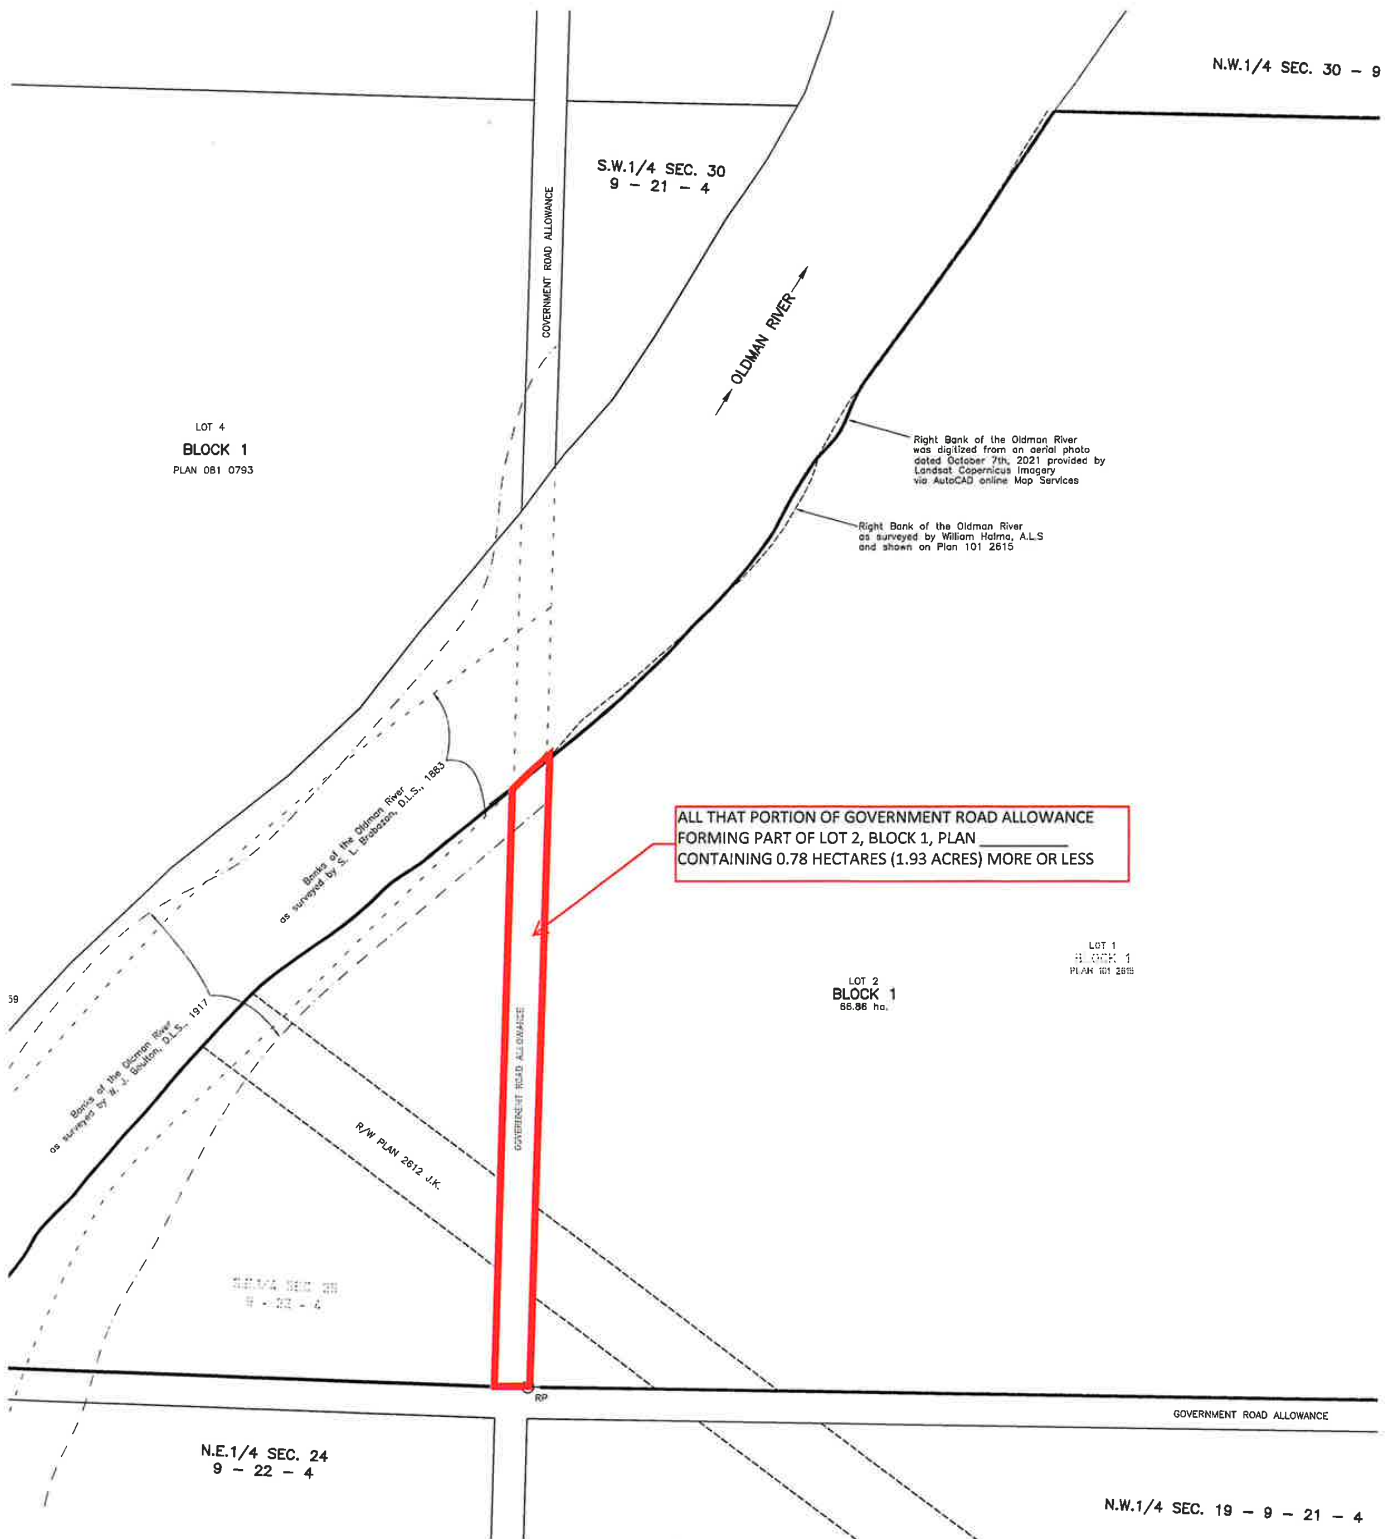 N.W.1/4 SEC. 30 - 9
S.W.1/4 SEC. 30
9 - 21 - 4
GOVERNMENT ROAD ALLOWANCE
OLDMAN RIVER
LOT 4
BLOCK 1
PLAN 081 0793
Right Bank of the Oldman River
was digitized from an aerial photo
dated October 7th, 2021 provided by
Landsat Copernicus Imagery
via AutoCAD online Map Services
Right Bank of the Oldman River
as surveyed by William Halma, A.L.S
and shown on Plan 101 2615
Banks of the Oldman River
as surveyed by S. L. Brabazon, D.L.S., 1883
ALL THAT PORTION OF GOVERNMENT ROAD ALLOWANCE
FORMING PART OF LOT 2, BLOCK 1, PLAN __________
CONTAINING 0.78 HECTARES (1.93 ACRES) MORE OR LESS
LOT 1
BLOCK 1
PLAN 101 2615
LOT 2
BLOCK 1
66.86 ha.
59
Banks of the Oldman River
as surveyed by W. J. Boulton, D.L.S., 1917
GOVERNMENT ROAD ALLOWANCE
R/W PLAN 2612 J.K.
9 - 22 - 4
RP
GOVERNMENT ROAD ALLOWANCE
N.E.1/4 SEC. 24
9 - 22 - 4
N.W.1/4 SEC. 19 - 9 - 21 - 4